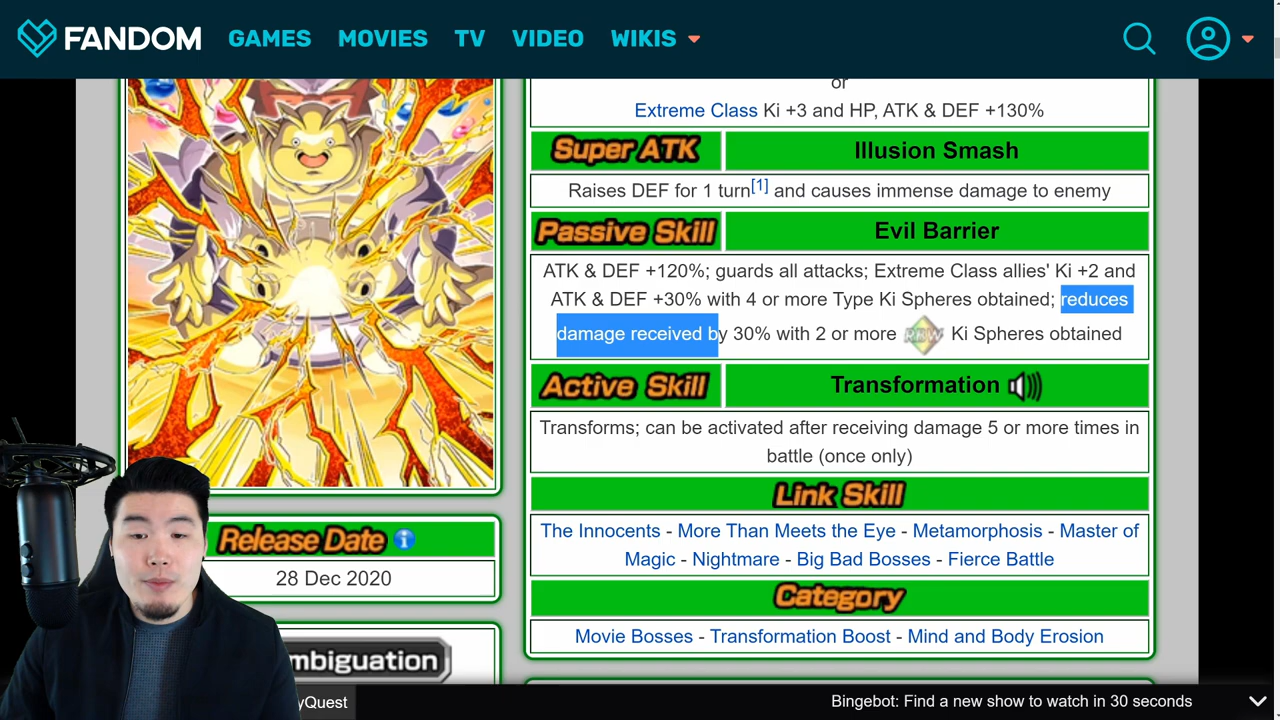 FANDOM GAMES MOVIES TV VIDEO WIKIS
or
Extreme Class Ki +3 and HP, ATK & DEF +130%
Super ATK Illusion Smash
Raises DEF for 1 turn[1] and causes immense damage to enemy
Passive Skill Evil Barrier
ATK & DEF +120%; guards all attacks; Extreme Class allies' Ki +2 and
ATK & DEF +30% with 4 or more Type Ki Spheres obtained; reduces
damage received by 30% with 2 or more RBW Ki Spheres obtained
Active Skill Transformation
Transforms; can be activated after receiving damage 5 or more times in
battle (once only)
Link Skill
The Innocents - More Than Meets the Eye - Metamorphosis - Master of
Magic - Nightmare - Big Bad Bosses - Fierce Battle
Category
Movie Bosses - Transformation Boost - Mind and Body Erosion
Release Date
28 Dec 2020
mbiguation
yQuest
Bingebot: Find a new show to watch in 30 seconds